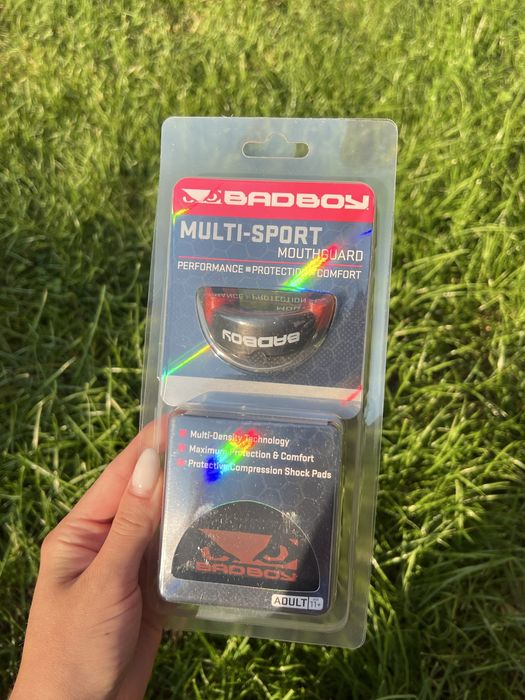 BADBOY
MULTI-SPORT
MOUTHGUARD
PERFORMANCE ■ PROTECTION ■ COMFORT
BADBOY
Multi-Density Technology
Maximum Protection & Comfort
Protective Compression Shock Pads
BADBOY
ADULT AGE 11+